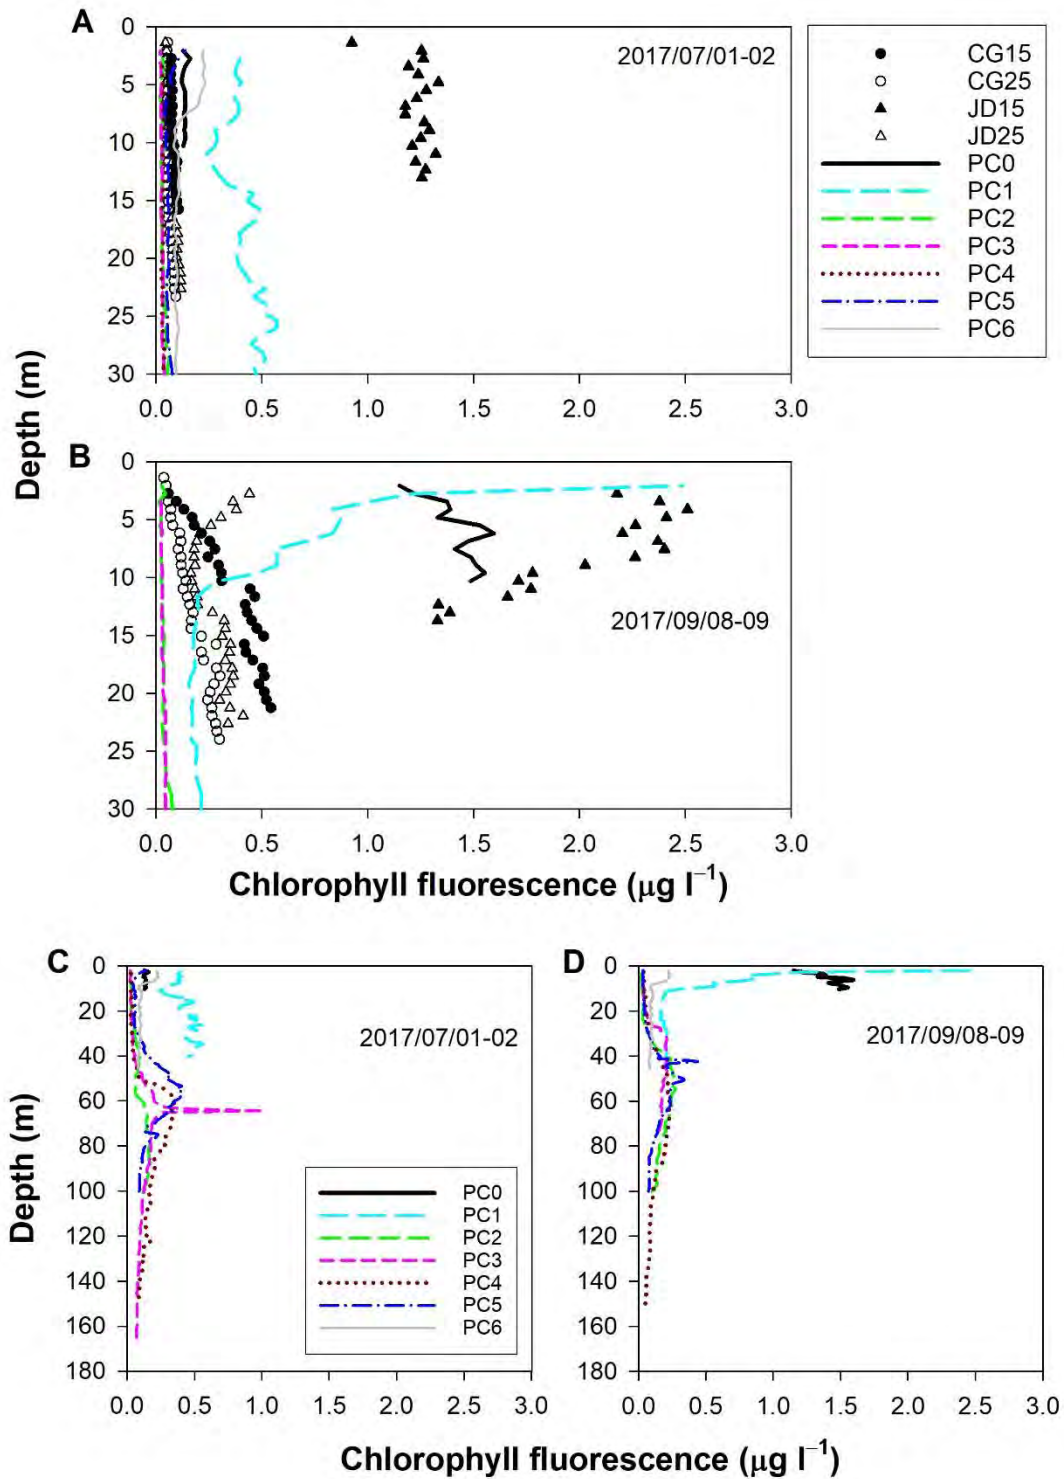 A
0
5
10
15
20
25
30
2017/07/01-02
0.0 0.5 1.0 1.5 2.0 2.5 3.0
CG15
CG25
JD15
JD25
PC0
PC1
PC2
PC3
PC4
PC5
PC6
Depth (m)
B
0
5
10
15
20
25
30
2017/09/08-09
0.0 0.5 1.0 1.5 2.0 2.5 3.0
Chlorophyll fluorescence (µg l⁻¹)
C
0
20
40
60
80
100
120
140
160
180
2017/07/01-02
PC0
PC1
PC2
PC3
PC4
PC5
PC6
0.0 0.5 1.0 1.5 2.0 2.5 3.0
Depth (m)
D
0
20
40
60
80
100
120
140
160
180
2017/09/08-09
0.0 0.5 1.0 1.5 2.0 2.5 3.0
Chlorophyll fluorescence (µg l⁻¹)